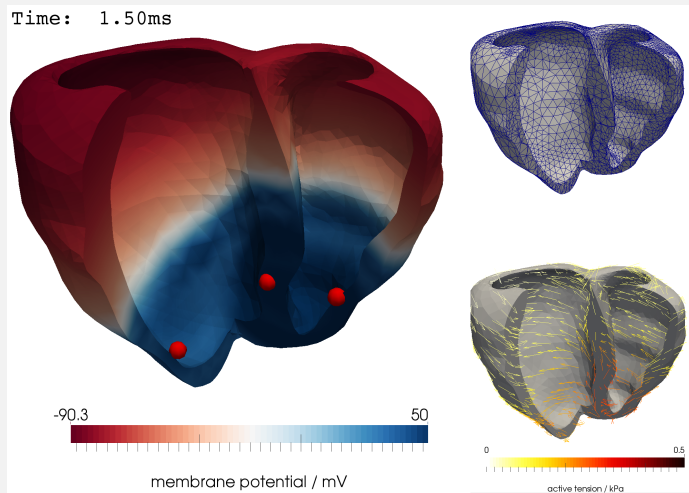 Time:  1.50ms
-90.3 50
membrane potential / mV
0 0.5
active tension / kPa